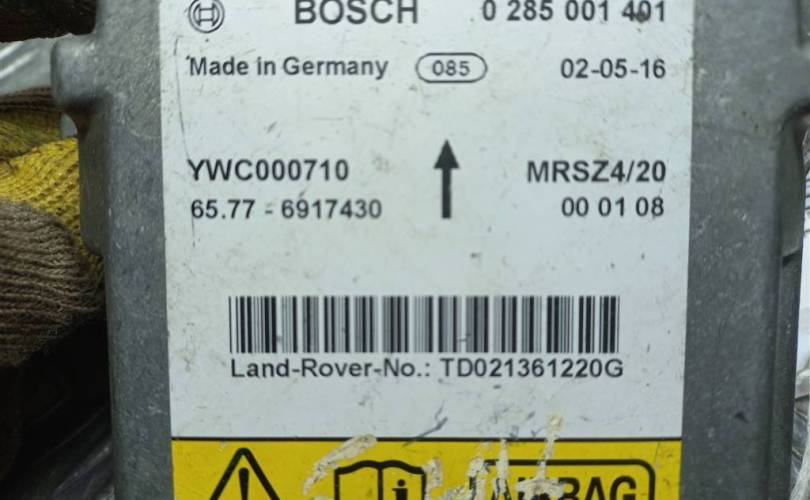 BOSCH 0 285 001 401
Made in Germany 085 02-05-16
YWC000710 MRSZ4/20
65.77 - 6917430 00 01 08
Land-Rover-No.: TD021361220G
AIRBAG